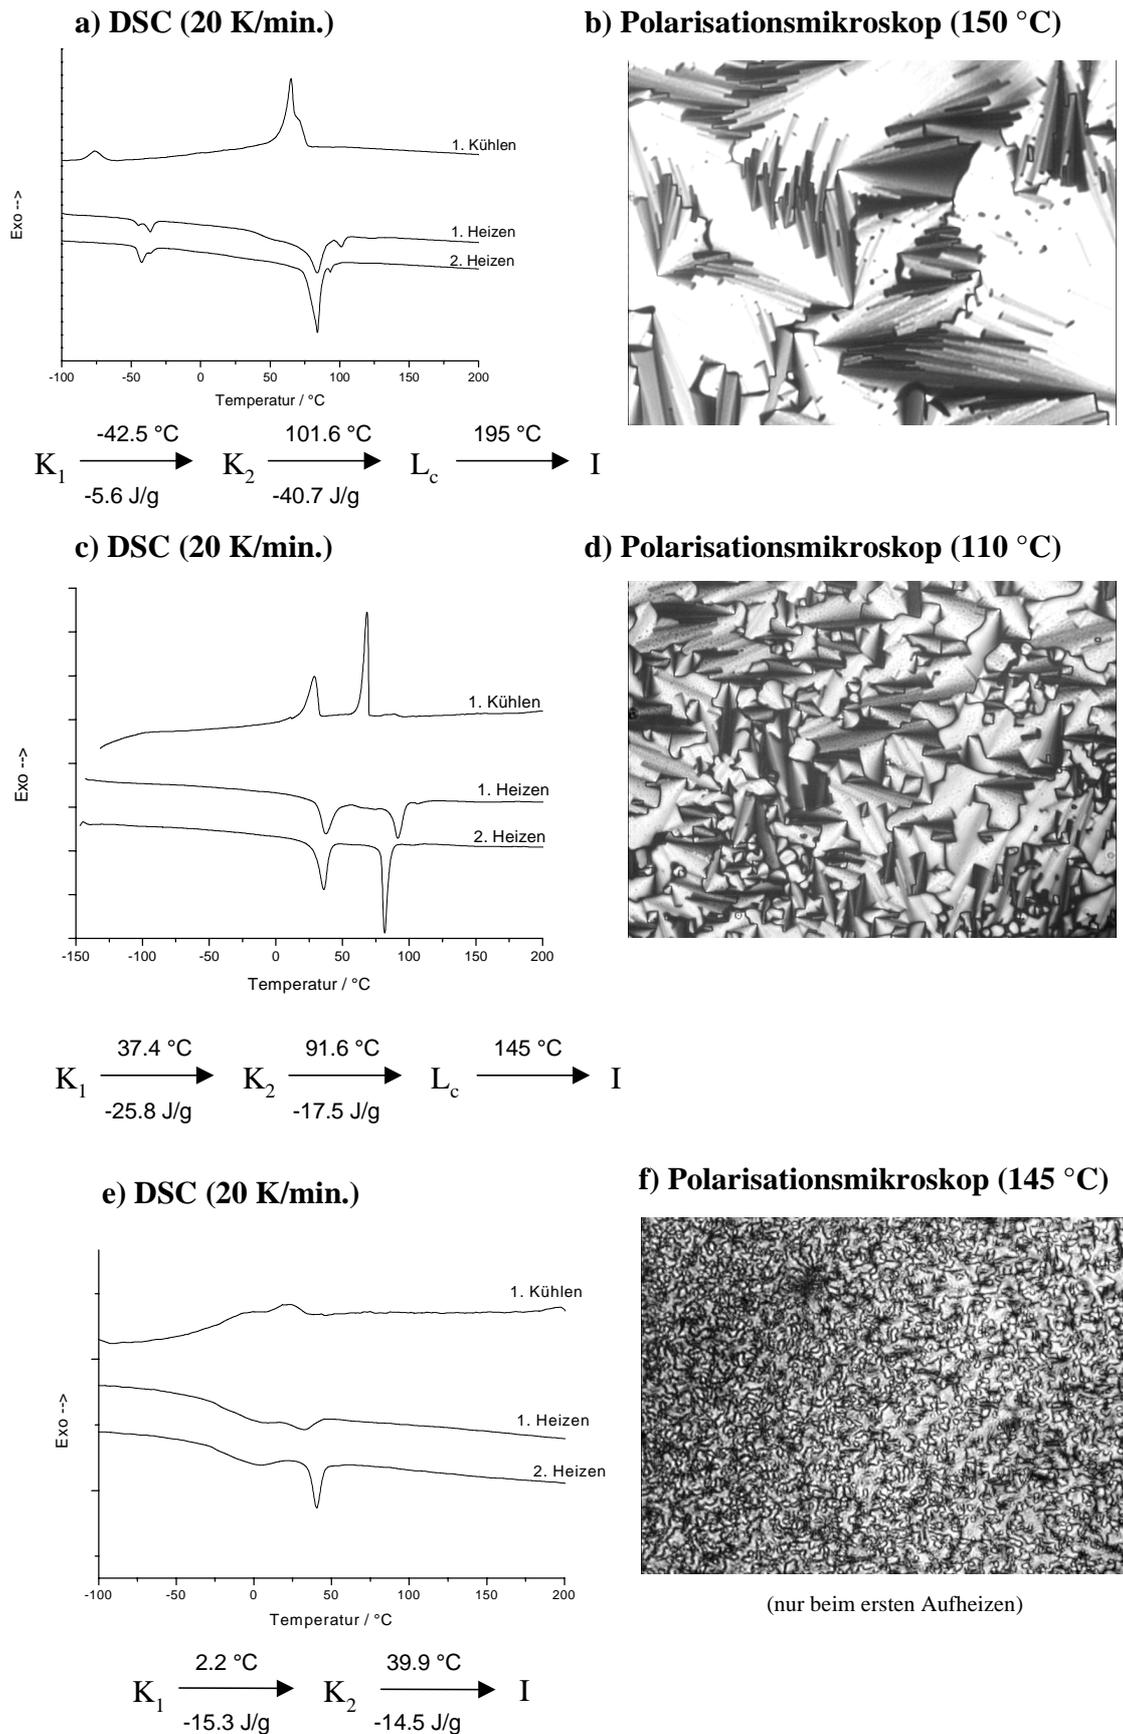 a) DSC (20 K/min.)
b) Polarisationsmikroskop (150 °C)
1. Kühlen
1. Heizen
2. Heizen
Exo -->
-100 -50 0 50 100 150 200
Temperatur / °C
-42.5 °C 101.6 °C 195 °C
K1 K2 Lc I
-5.6 J/g -40.7 J/g
c) DSC (20 K/min.)
d) Polarisationsmikroskop (110 °C)
1. Kühlen
1. Heizen
2. Heizen
Exo -->
-150 -100 -50 0 50 100 150 200
Temperatur / °C
37.4 °C 91.6 °C 145 °C
K1 K2 Lc I
-25.8 J/g -17.5 J/g
e) DSC (20 K/min.)
f) Polarisationsmikroskop (145 °C)
1. Kühlen
1. Heizen
2. Heizen
Exo -->
-100 -50 0 50 100 150 200
Temperatur / °C
(nur beim ersten Aufheizen)
2.2 °C 39.9 °C
K1 K2 I
-15.3 J/g -14.5 J/g